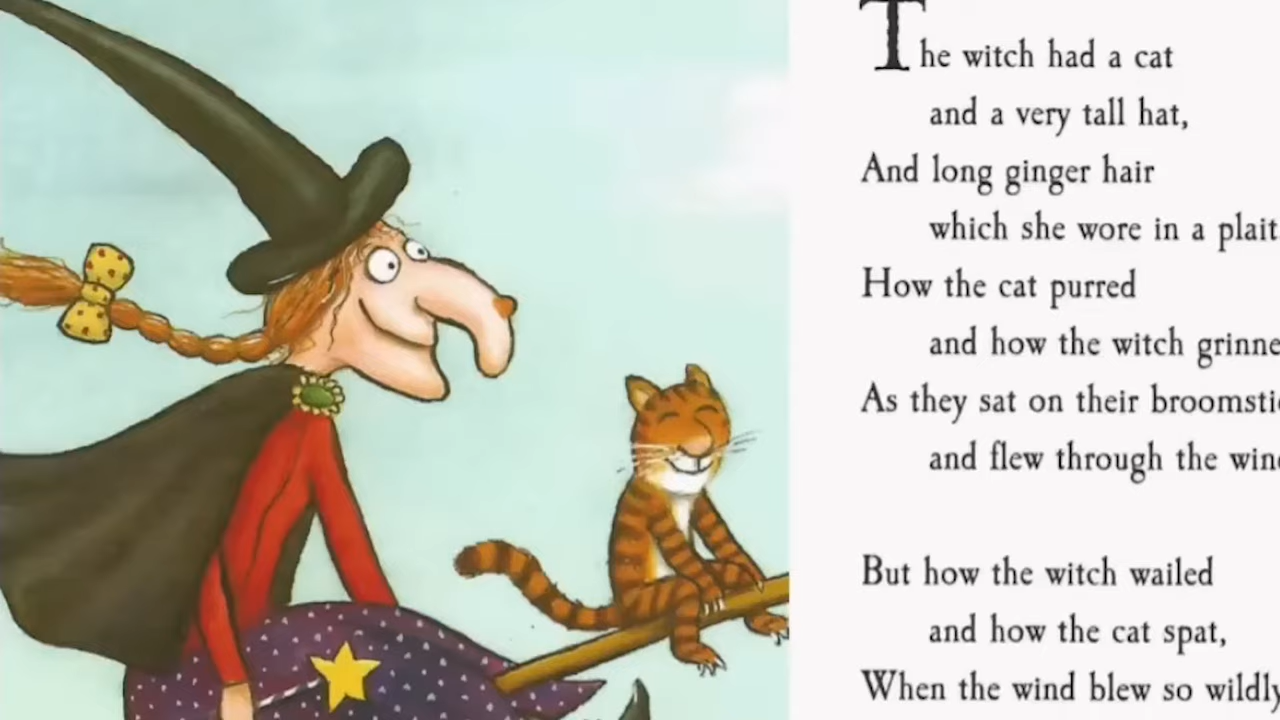 The witch had a cat
and a very tall hat,
And long ginger hair
which she wore in a plait
How the cat purred
and how the witch
As they sat on their
and flew through the
But how the witch wailed
and how the cat spat,
When the wind blew so wildly